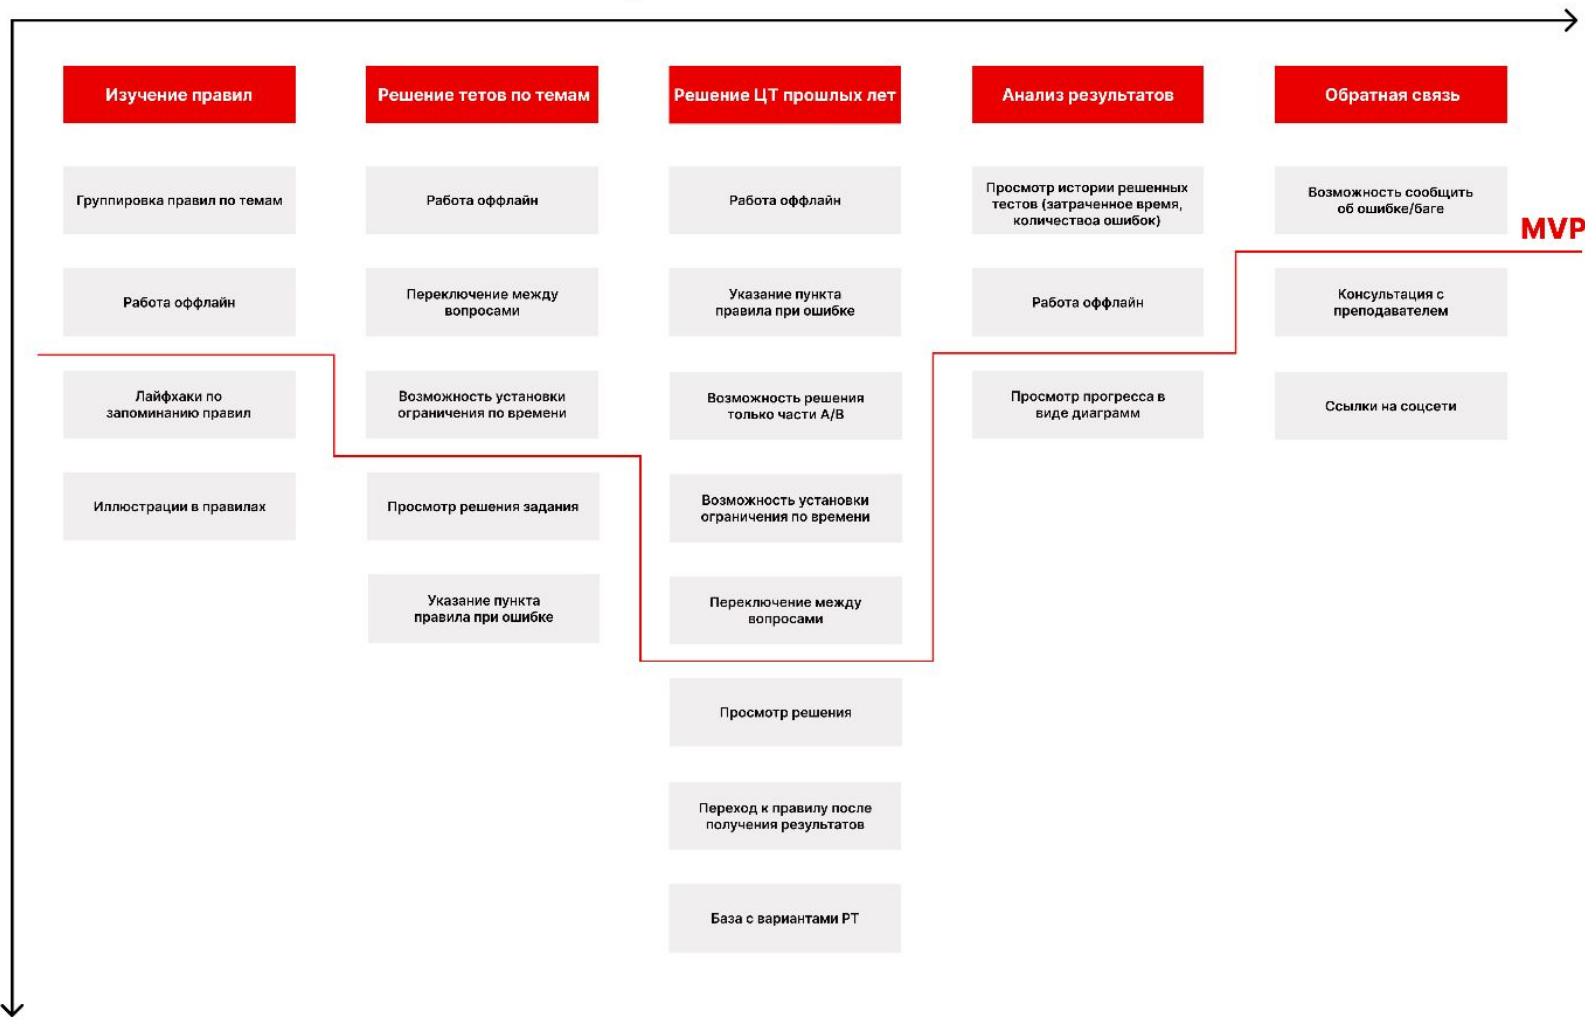 Изучение правил
Решение тетов по темам
Решение ЦТ прошлых лет
Анализ результатов
Обратная связь
Группировка правил по темам
Работа оффлайн
Работа оффлайн
Просмотр истории решенных
тестов (затраченное время,
количествоа ошибок)
Возможность сообщить
об ошибке/баге
MVP
Работа оффлайн
Переключение между
вопросами
Указание пункта
правила при ошибке
Работа оффлайн
Консультация с
преподавателем
Лайфхаки по
запоминанию правил
Возможность установки
ограничения по времени
Возможность решения
только части А/В
Просмотр прогресса в
виде диаграмм
Ссылки на соцсети
Иллюстрации в правилах
Просмотр решения задания
Возможность установки
ограничения по времени
Указание пункта
правила при ошибке
Переключение между
вопросами
Просмотр решения
Переход к правилу после
получения результатов
База с вариантами РТ